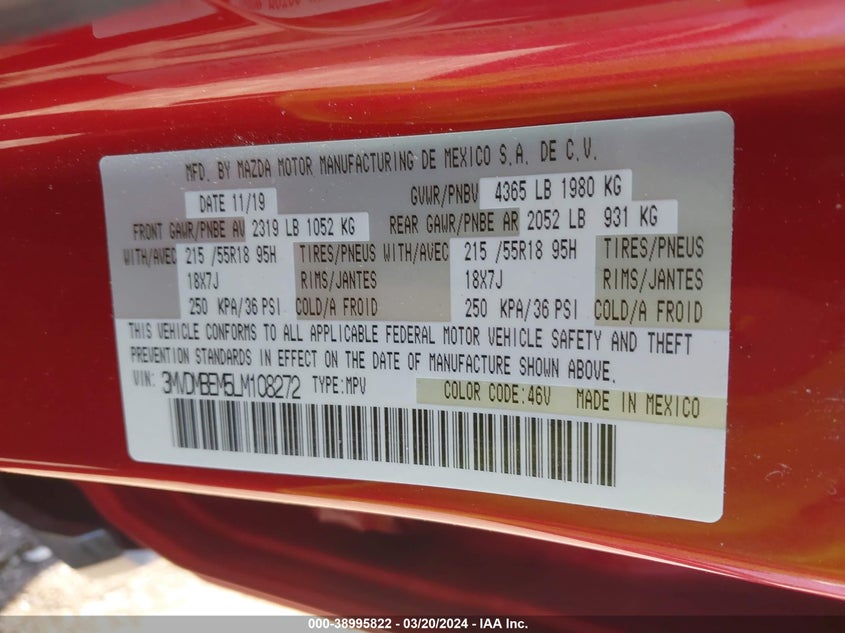 MFD. BY MAZDA MOTOR MANUFACTURING DE MEXICO S.A. DE C.V.
DATE 11/19 GVWR/PNBV 4365 LB 1980 KG
FRONT GAWR/PNBE AV 2319 LB 1052 KG REAR GAWR/PNBE AR 2052 LB 931 KG
WITH/AVEC 215 /55R18 95H TIRES/PNEUS WITH/AVEC 215 /55R18 95H TIRES/PNEUS
18X7J RIMS/JANTES 18X7J RIMS/JANTES
250 KPA/36 PSI COLD/A FROID 250 KPA/36 PSI COLD/A FROID
THIS VEHICLE CONFORMS TO ALL APPLICABLE FEDERAL MOTOR VEHICLE SAFETY AND THEFT
PREVENTION STANDARDS IN EFFECT ON THE DATE OF MANUFACTURE SHOWN ABOVE.
VIN: 3MVDMBEM5LM108272 TYPE:MPV COLOR CODE:46V MADE IN MEXICO
000-38995822 / 03/20/2024 - IAAI / IAA Inc.